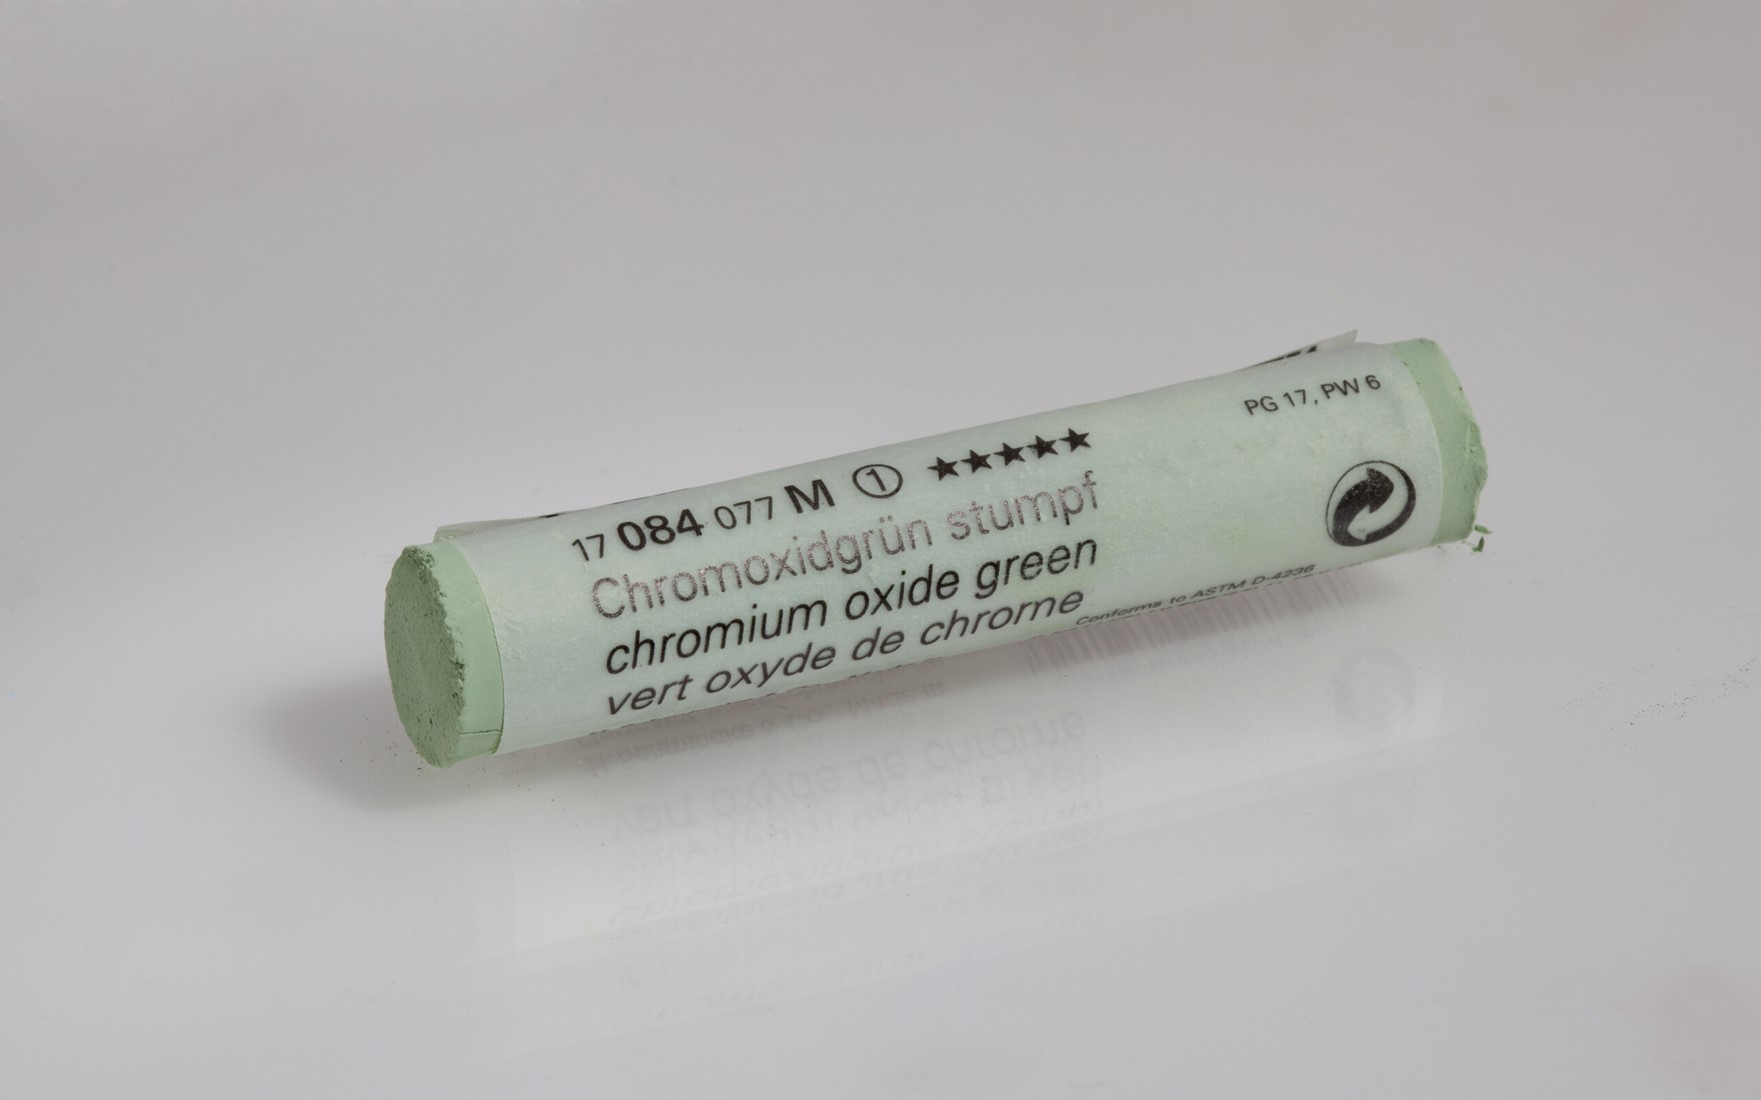 17 084 077 M ① ★★★★★
Chromoxidgrün stumpf
chromium oxide green
vert oxyde de chrome
PG 17, PW 6
Conforms to ASTM D-4236